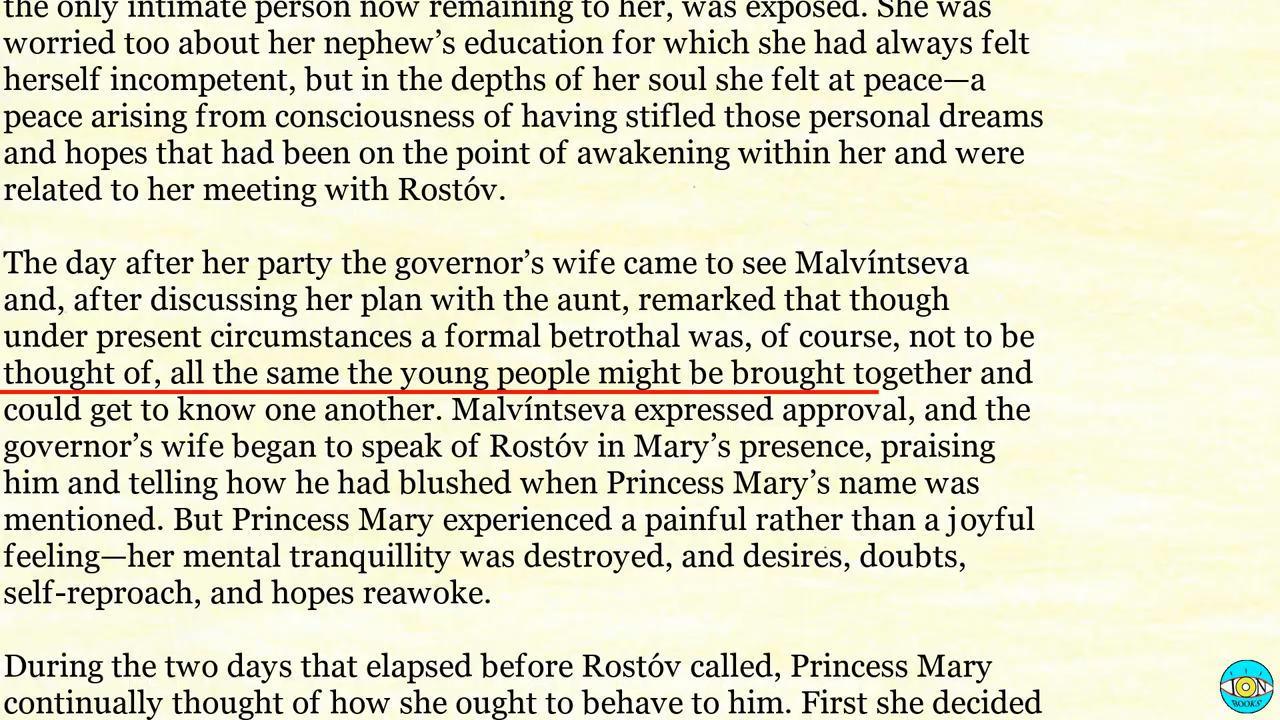 the only intimate person now remaining to her, was exposed. She was
worried too about her nephew’s education for which she had always felt
herself incompetent, but in the depths of her soul she felt at peace—a
peace arising from consciousness of having stifled those personal dreams
and hopes that had been on the point of awakening within her and were
related to her meeting with Rostóv.
The day after her party the governor’s wife came to see Malvíntseva
and, after discussing her plan with the aunt, remarked that though
under present circumstances a formal betrothal was, of course, not to be
thought of, all the same the young people might be brought together and
could get to know one another. Malvíntseva expressed approval, and the
governor’s wife began to speak of Rostóv in Mary’s presence, praising
him and telling how he had blushed when Princess Mary’s name was
mentioned. But Princess Mary experienced a painful rather than a joyful
feeling—her mental tranquillity was destroyed, and desires, doubts,
self-reproach, and hopes reawoke.
During the two days that elapsed before Rostóv called, Princess Mary
continually thought of how she ought to behave to him. First she decided
ION
BOOKS